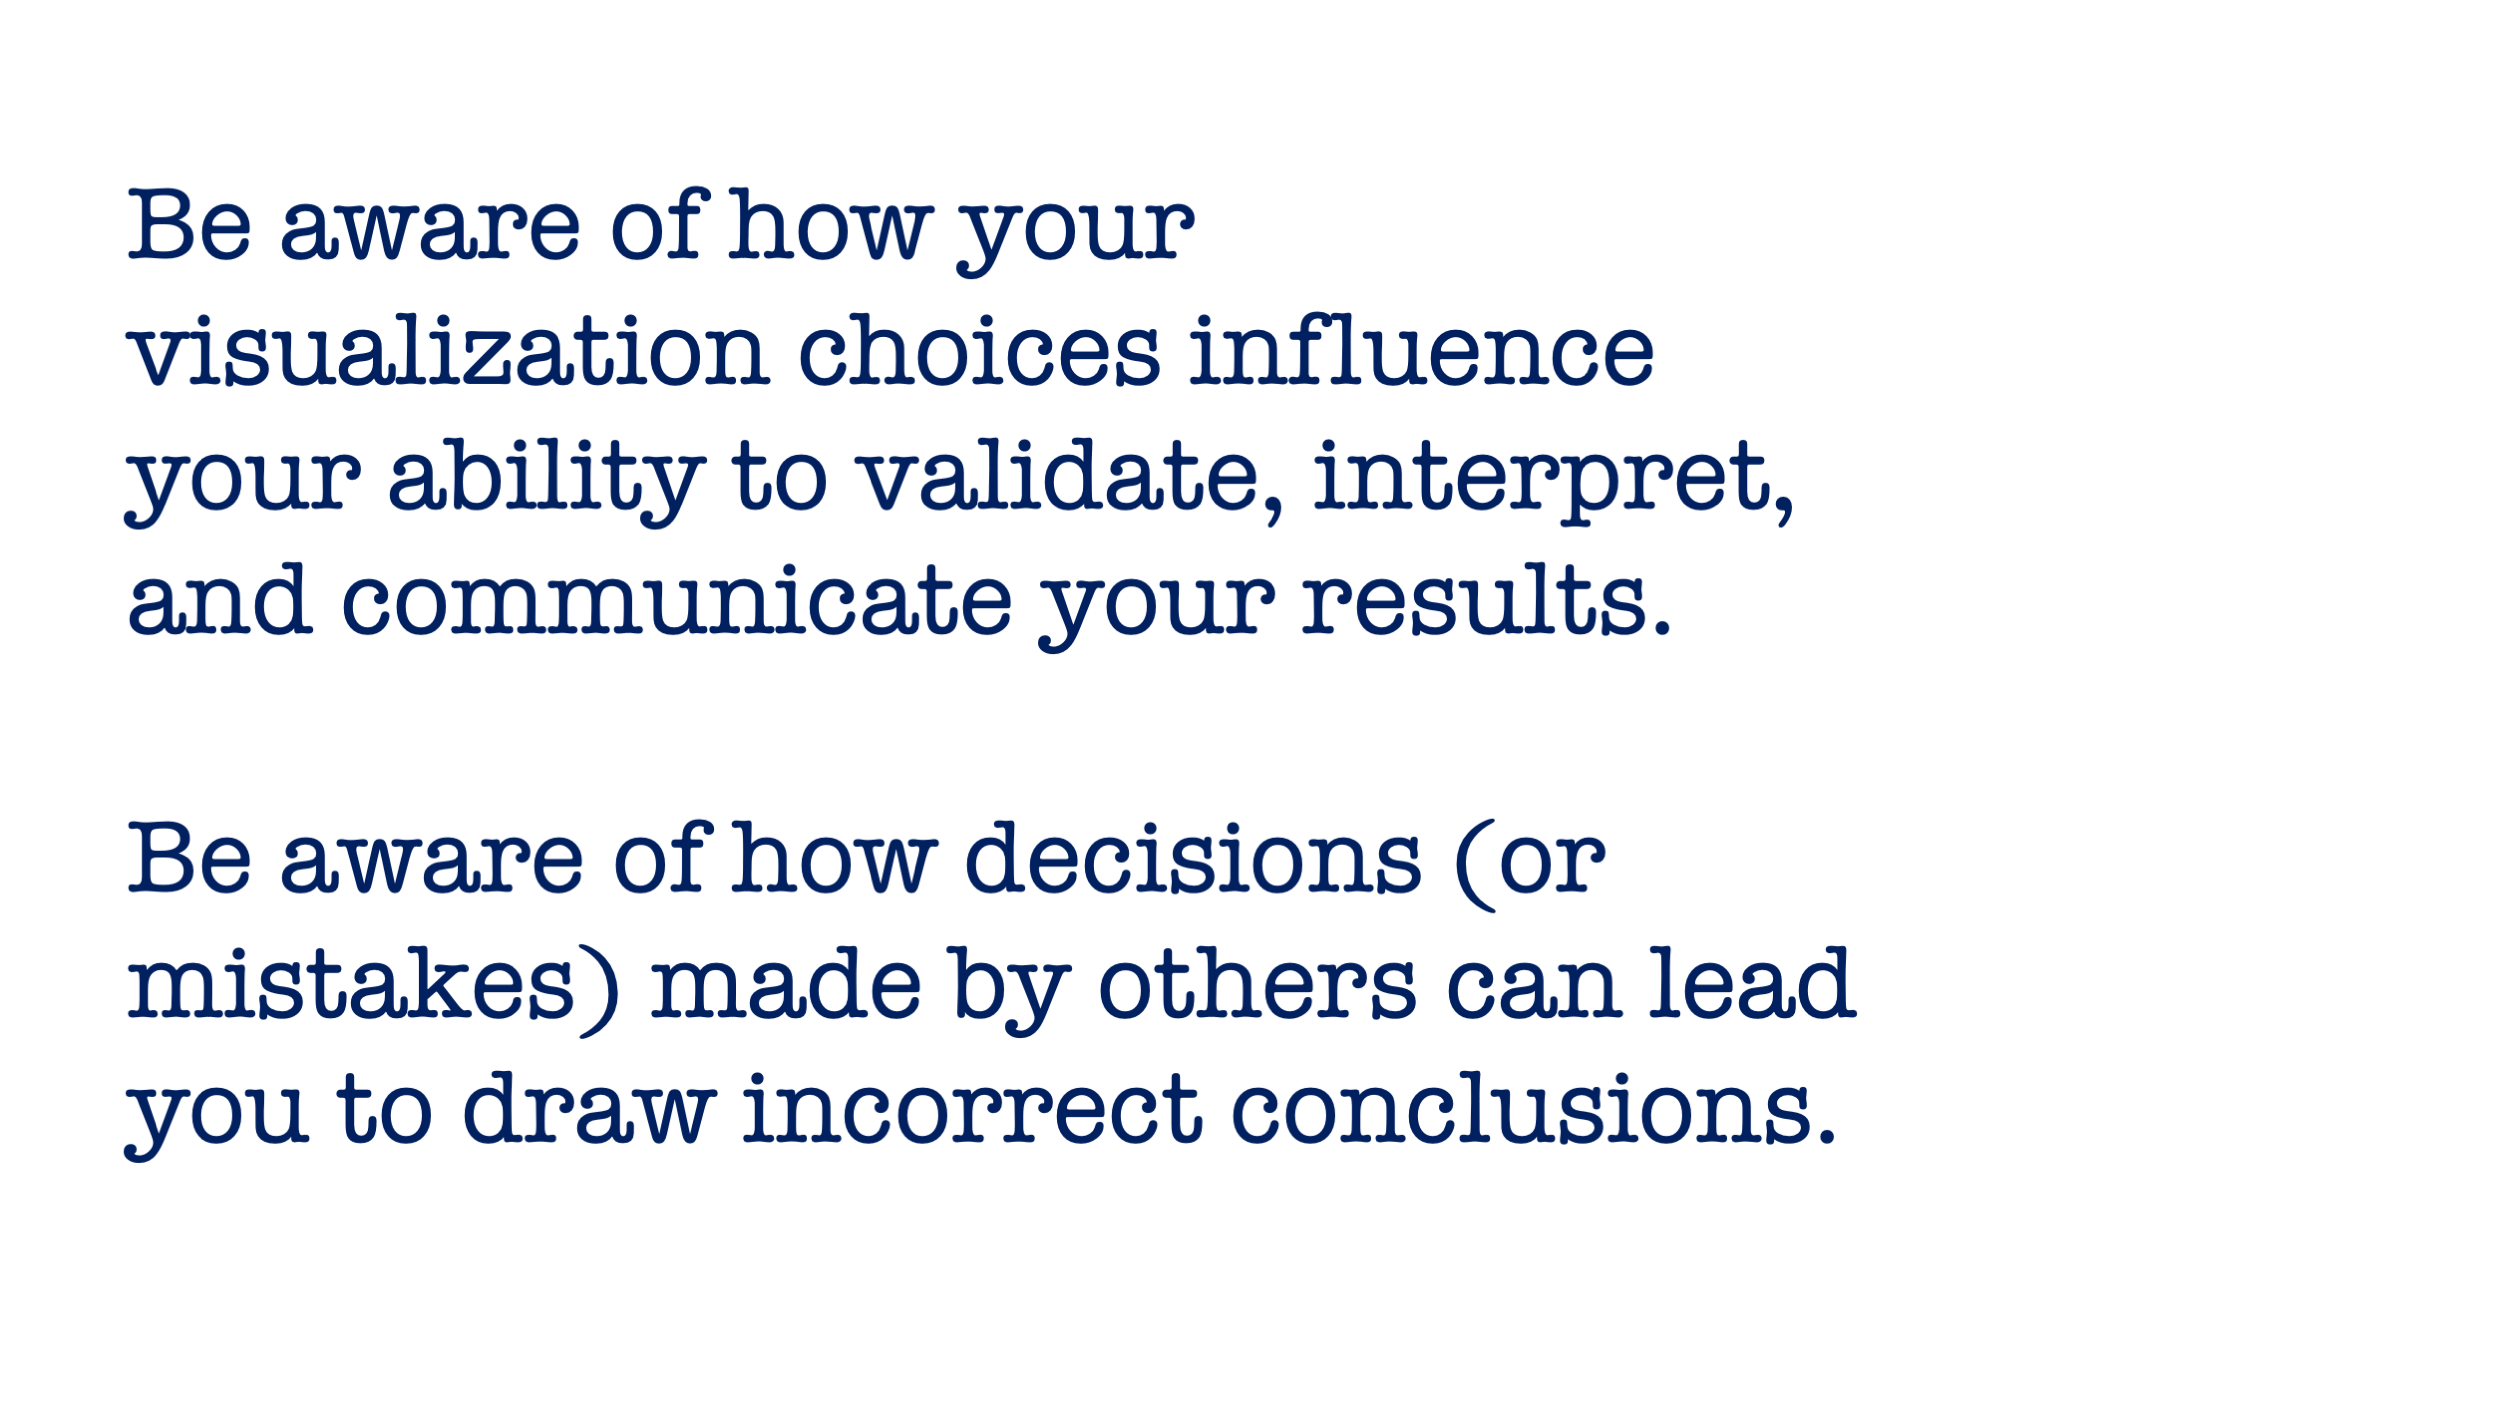 Be aware of how your
visualization choices influence
your ability to validate, interpret,
and communicate your results.
Be aware of how decisions (or
mistakes) made by others can lead
you to draw incorrect conclusions.